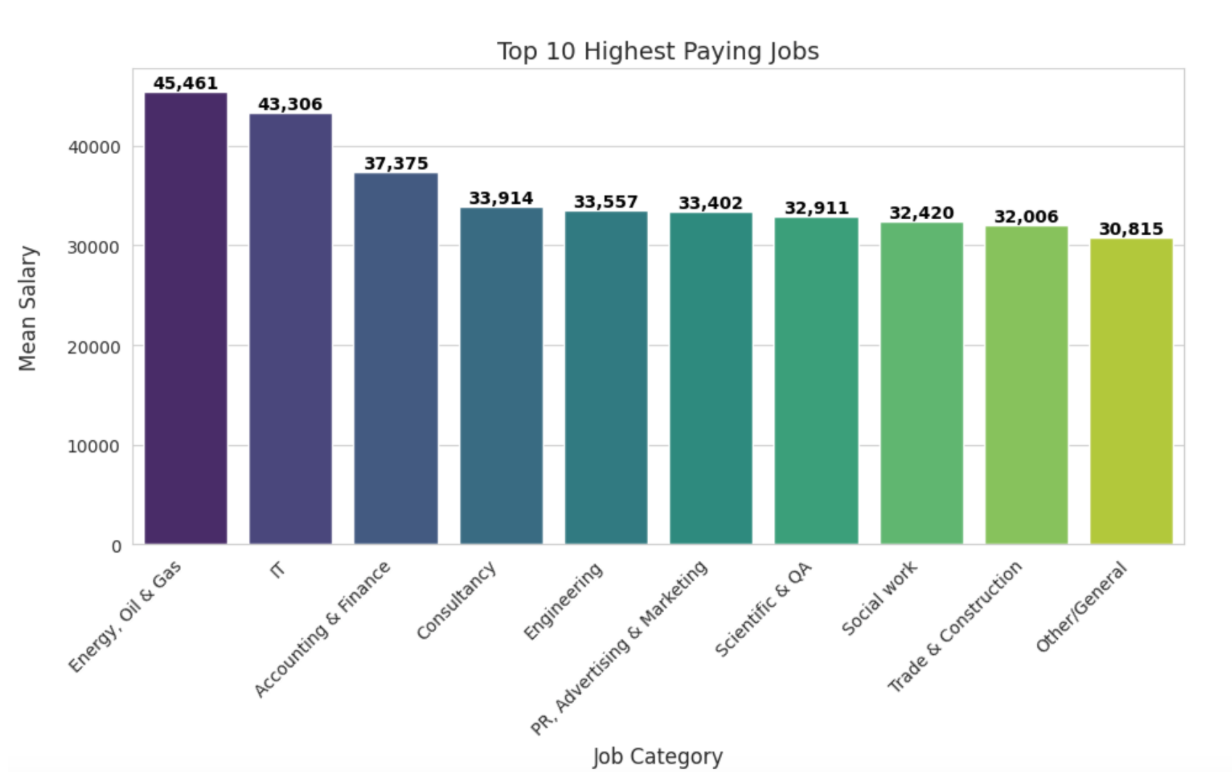 Top 10 Highest Paying Jobs
45,461
43,306
37,375
33,914
33,557
33,402
32,911
32,420
32,006
30,815
40000
30000
20000
10000
0
Mean Salary
Energy, Oil & Gas
IT
Accounting & Finance
Consultancy
Engineering
PR, Advertising & Marketing
Scientific & QA
Social work
Trade & Construction
Other/General
Job Category